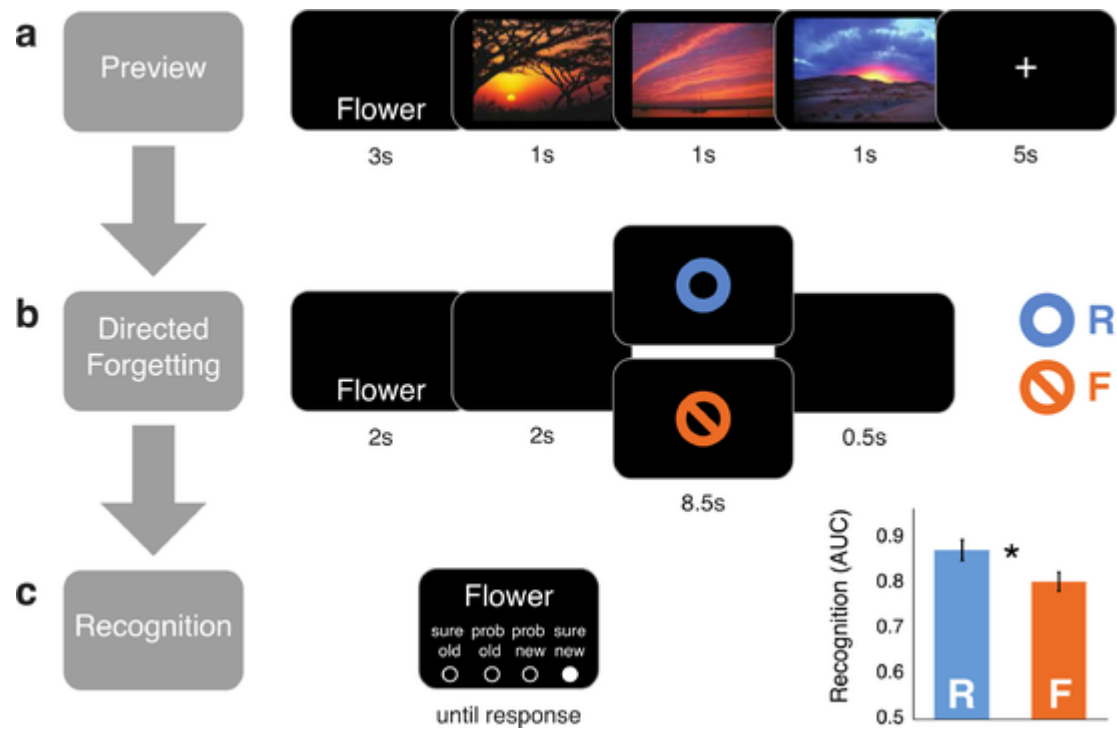 a
Preview
Flower
+
3s
1s
1s
1s
5s
b
Directed
Forgetting
Flower
R
F
2s
2s
0.5s
8.5s
c
Recognition
Flower
sure prob prob sure
old old new new
until response
Recognition (AUC)
0.9
0.8
0.7
0.6
0.5
*
R
F